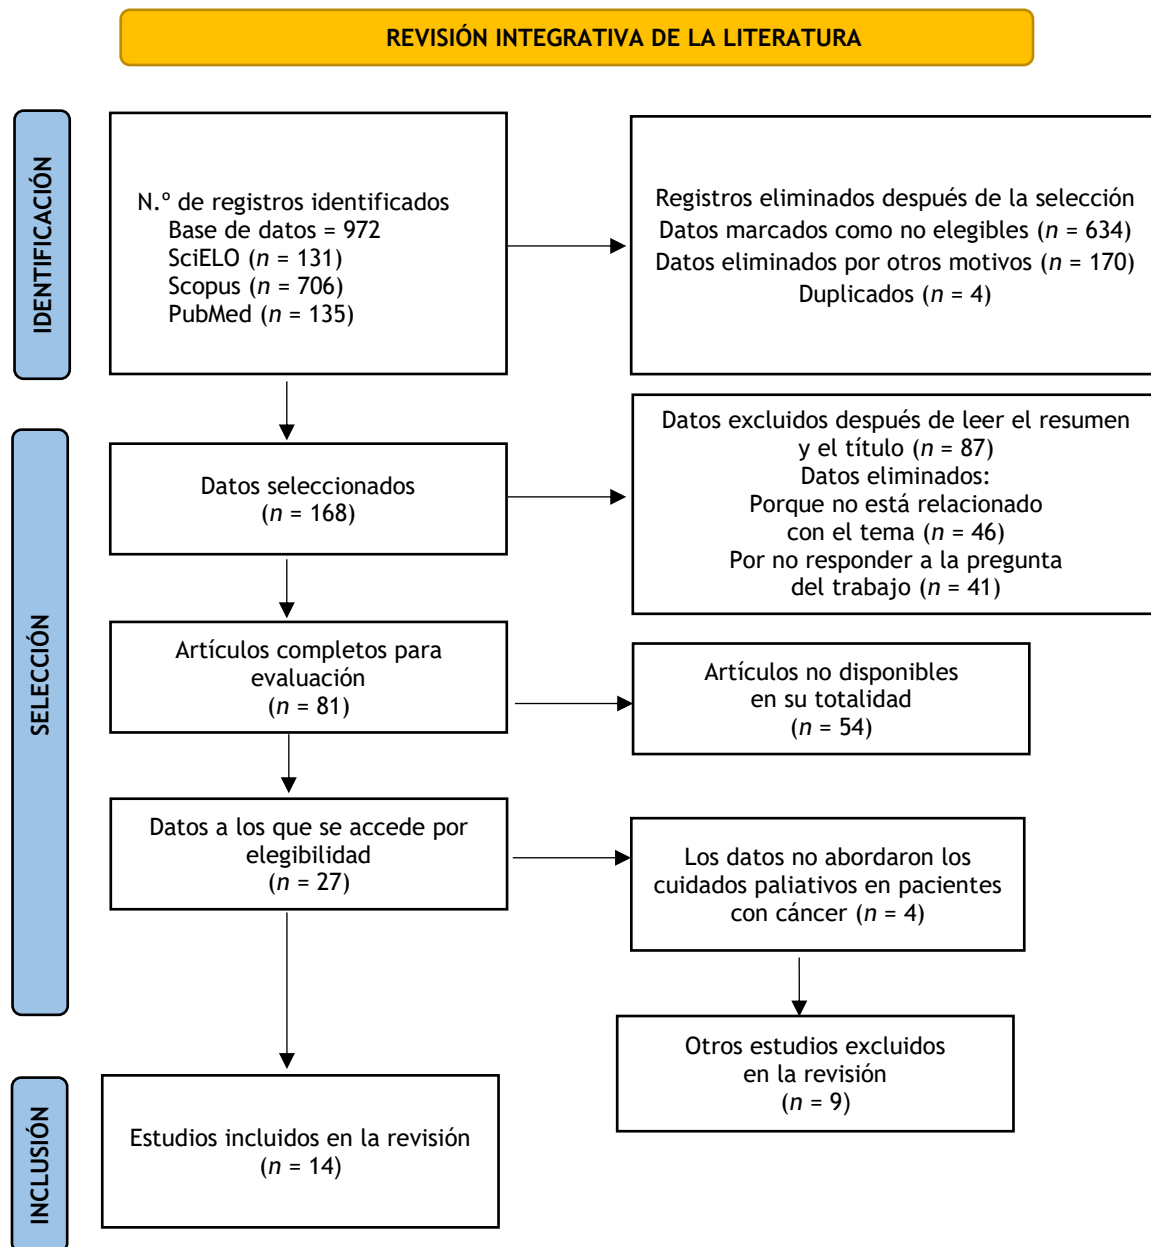 REVISIÓN INTEGRATIVA DE LA LITERATURA
IDENTIFICACIÓN
N.º de registros identificados
Base de datos = 972
SciELO (n = 131)
Scopus (n = 706)
PubMed (n = 135)
Registros eliminados después de la selección
Datos marcados como no elegibles (n = 634)
Datos eliminados por otros motivos (n = 170)
Duplicados (n = 4)
SELECCIÓN
Datos seleccionados
(n = 168)
Datos excluidos después de leer el resumen
y el título (n = 87)
Datos eliminados:
Porque no está relacionado
con el tema (n = 46)
Por no responder a la pregunta
del trabajo (n = 41)
Artículos completos para
evaluación
(n = 81)
Artículos no disponibles
en su totalidad
(n = 54)
Datos a los que se accede por
elegibilidad
(n = 27)
Los datos no abordaron los
cuidados paliativos en pacientes
con cáncer (n = 4)
Otros estudios excluidos
en la revisión
(n = 9)
INCLUSIÓN
Estudios incluidos en la revisión
(n = 14)